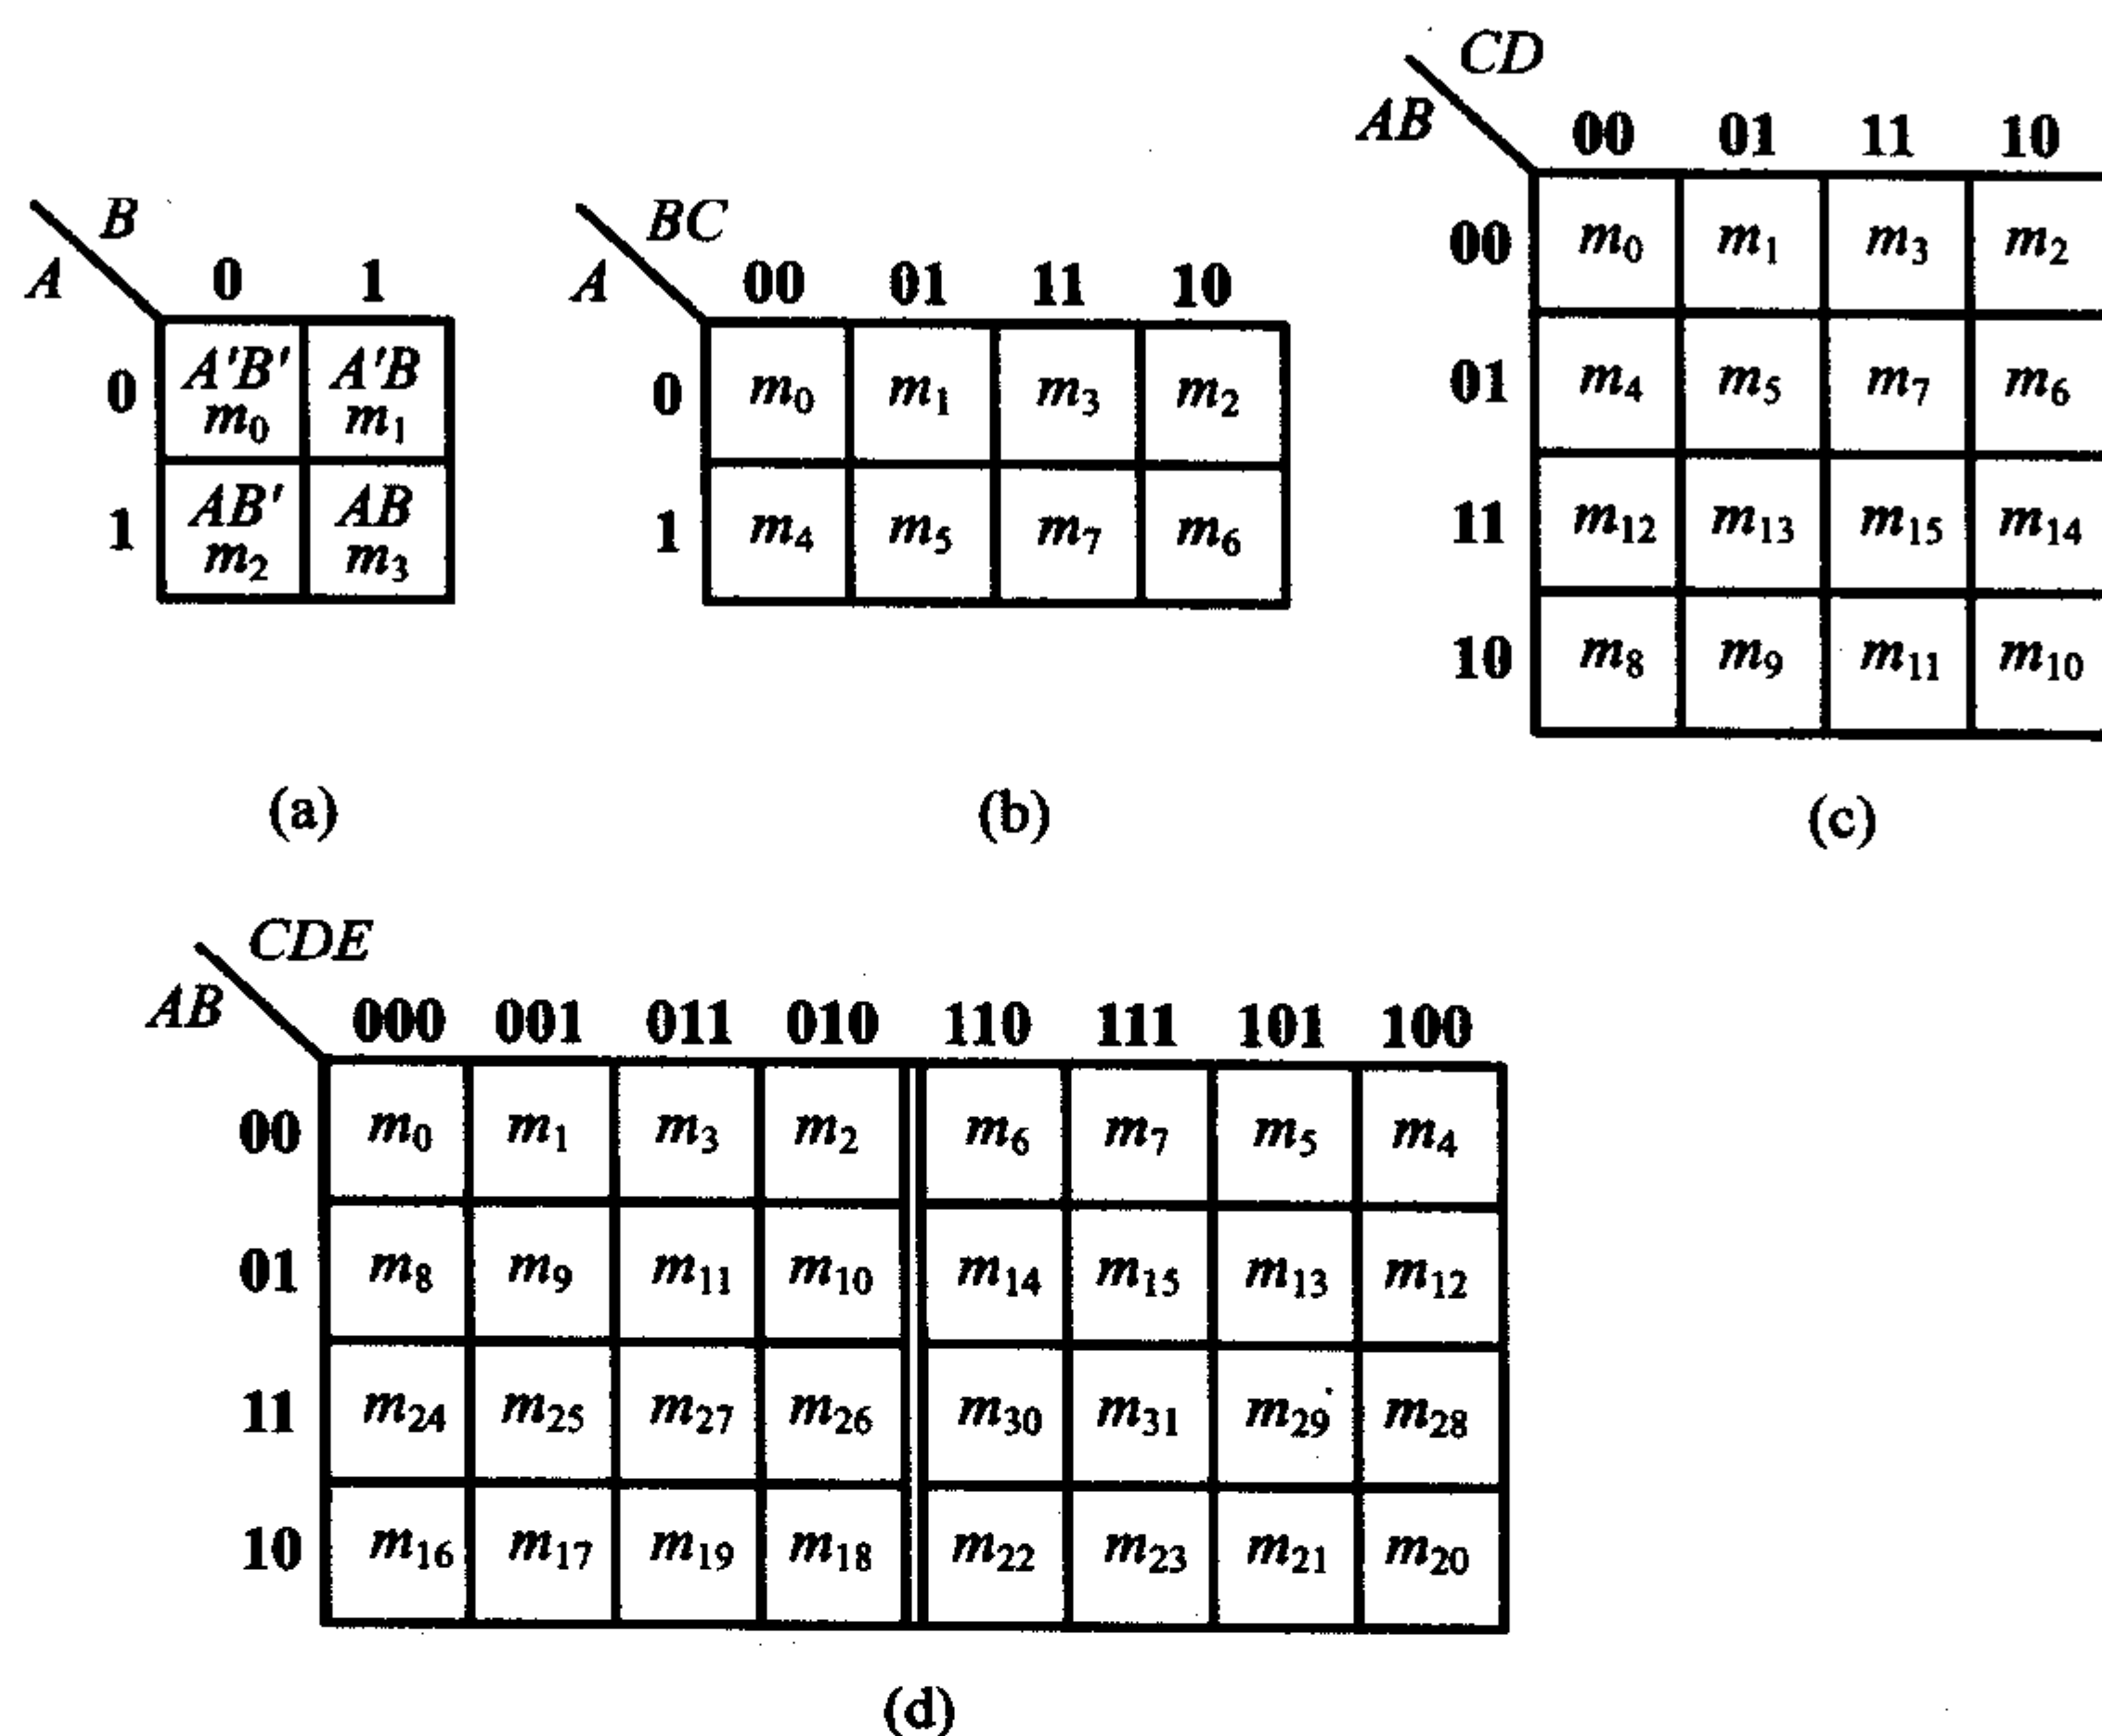 B
A
0 1
0 A'B' A'B
m0 m1
1 AB' AB
m2 m3
(a)
BC
A
00 01 11 10
0 m0 m1 m3 m2
1 m4 m5 m7 m6
(b)
CD
AB
00 01 11 10
00 m0 m1 m3 m2
01 m4 m5 m7 m6
11 m12 m13 m15 m14
10 m8 m9 m11 m10
(c)
CDE
AB
000 001 011 010 110 111 101 100
00 m0 m1 m3 m2 m6 m7 m5 m4
01 m8 m9 m11 m10 m14 m15 m13 m12
11 m24 m25 m27 m26 m30 m31 m29 m28
10 m16 m17 m19 m18 m22 m23 m21 m20
(d)